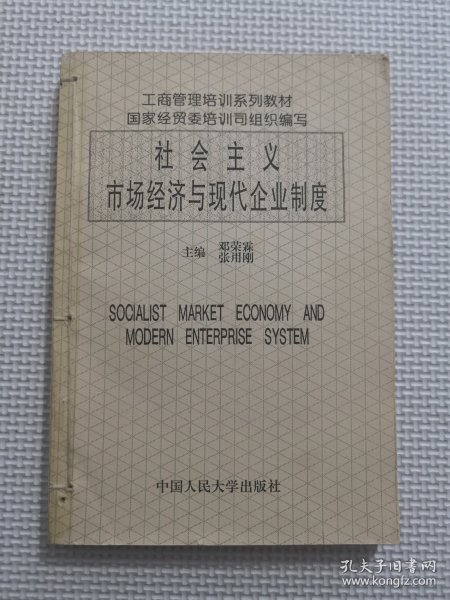 工商管理培训系列教材
国家经贸委培训司组织编写
社会主义
市场经济与现代企业制度
主编 邓荣霖
张用刚
SOCIALIST MARKET ECONOMY AND
MODERN ENTERPRISE SYSTEM
中国人民大学出版社
孔夫子旧书网
www.kongfz.com